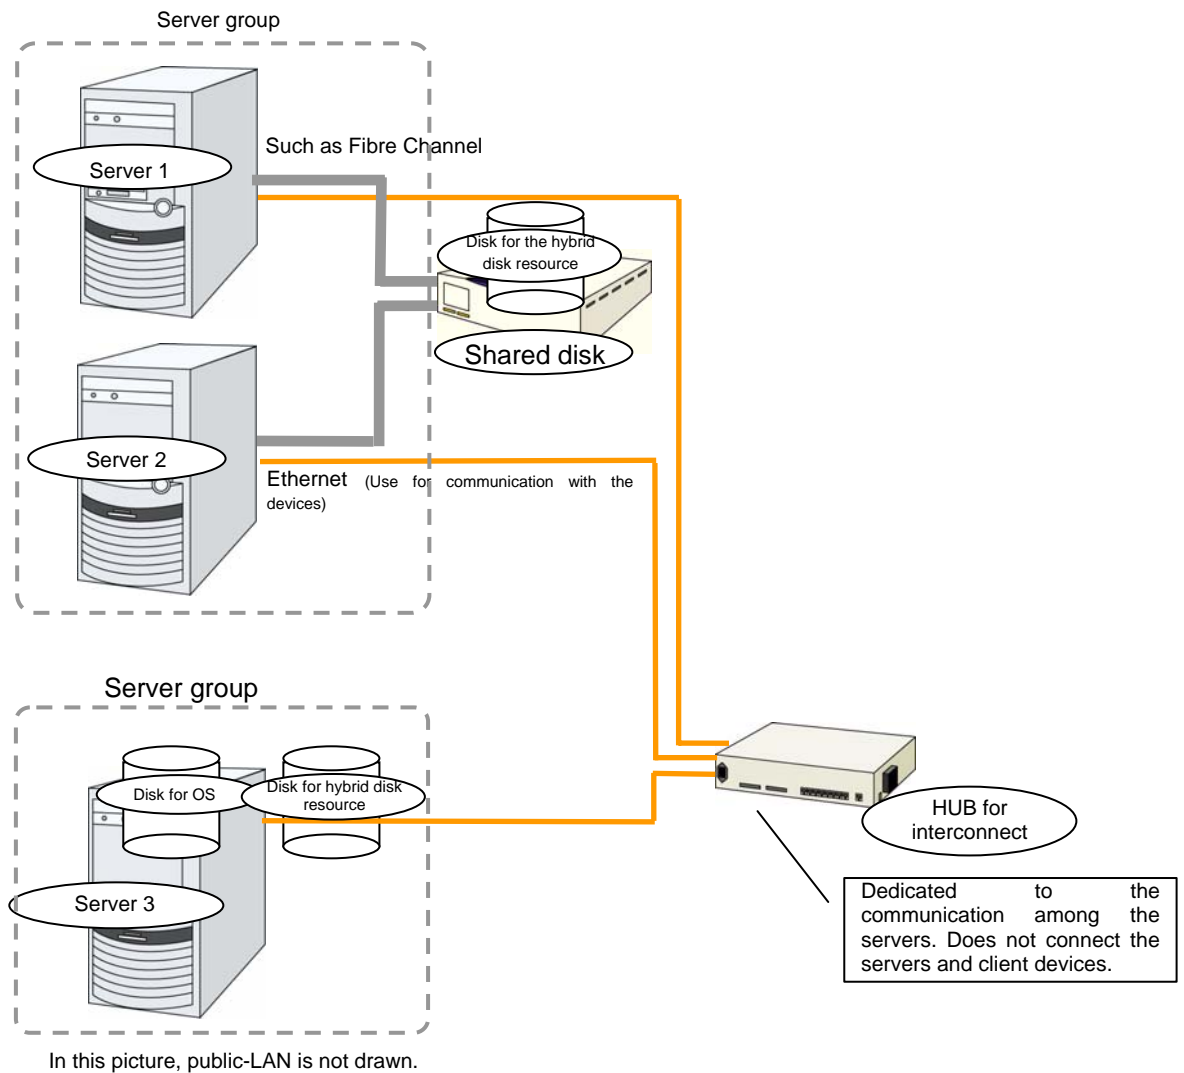 Server group
Such as Fibre Channel
Server 1
Disk for the hybrid
disk resource
Shared disk
Server 2
Ethernet (Use for communication with the
devices)
Server group
Disk for OS
Disk for hybrid disk
resource
Server 3
HUB for
interconnect
Dedicated to the
communication among the
servers. Does not connect the
servers and client devices.
In this picture, public-LAN is not drawn.